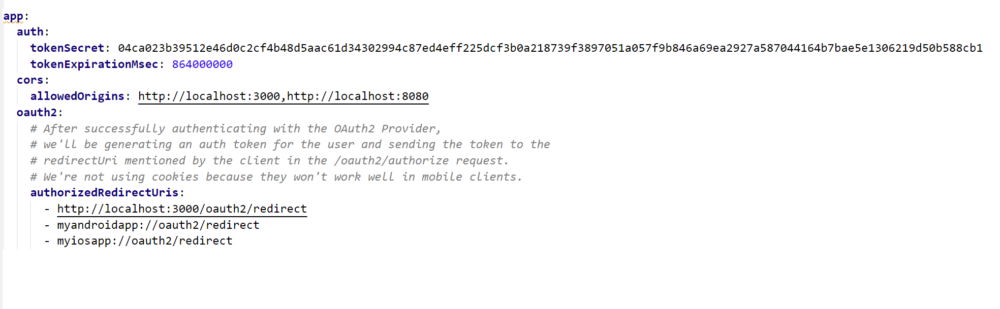 app:
  auth:
    tokenSecret: 04ca023b39512e46d0c2cf4b48d5aac61d34302994c87ed4eff225dcf3b0a218739f3897051a057f9b846a69ea2927a587044164b7bae5e1306219d50b588cb1
    tokenExpirationMsec: 864000000
  cors:
    allowedOrigins: http://localhost:3000,http://localhost:8080
  oauth2:
    # After successfully authenticating with the OAuth2 Provider,
    # we'll be generating an auth token for the user and sending the token to the
    # redirectUri mentioned by the client in the /oauth2/authorize request.
    # We're not using cookies because they won't work well in mobile clients.
    authorizedRedirectUris:
      - http://localhost:3000/oauth2/redirect
      - myandroidapp://oauth2/redirect
      - myiosapp://oauth2/redirect